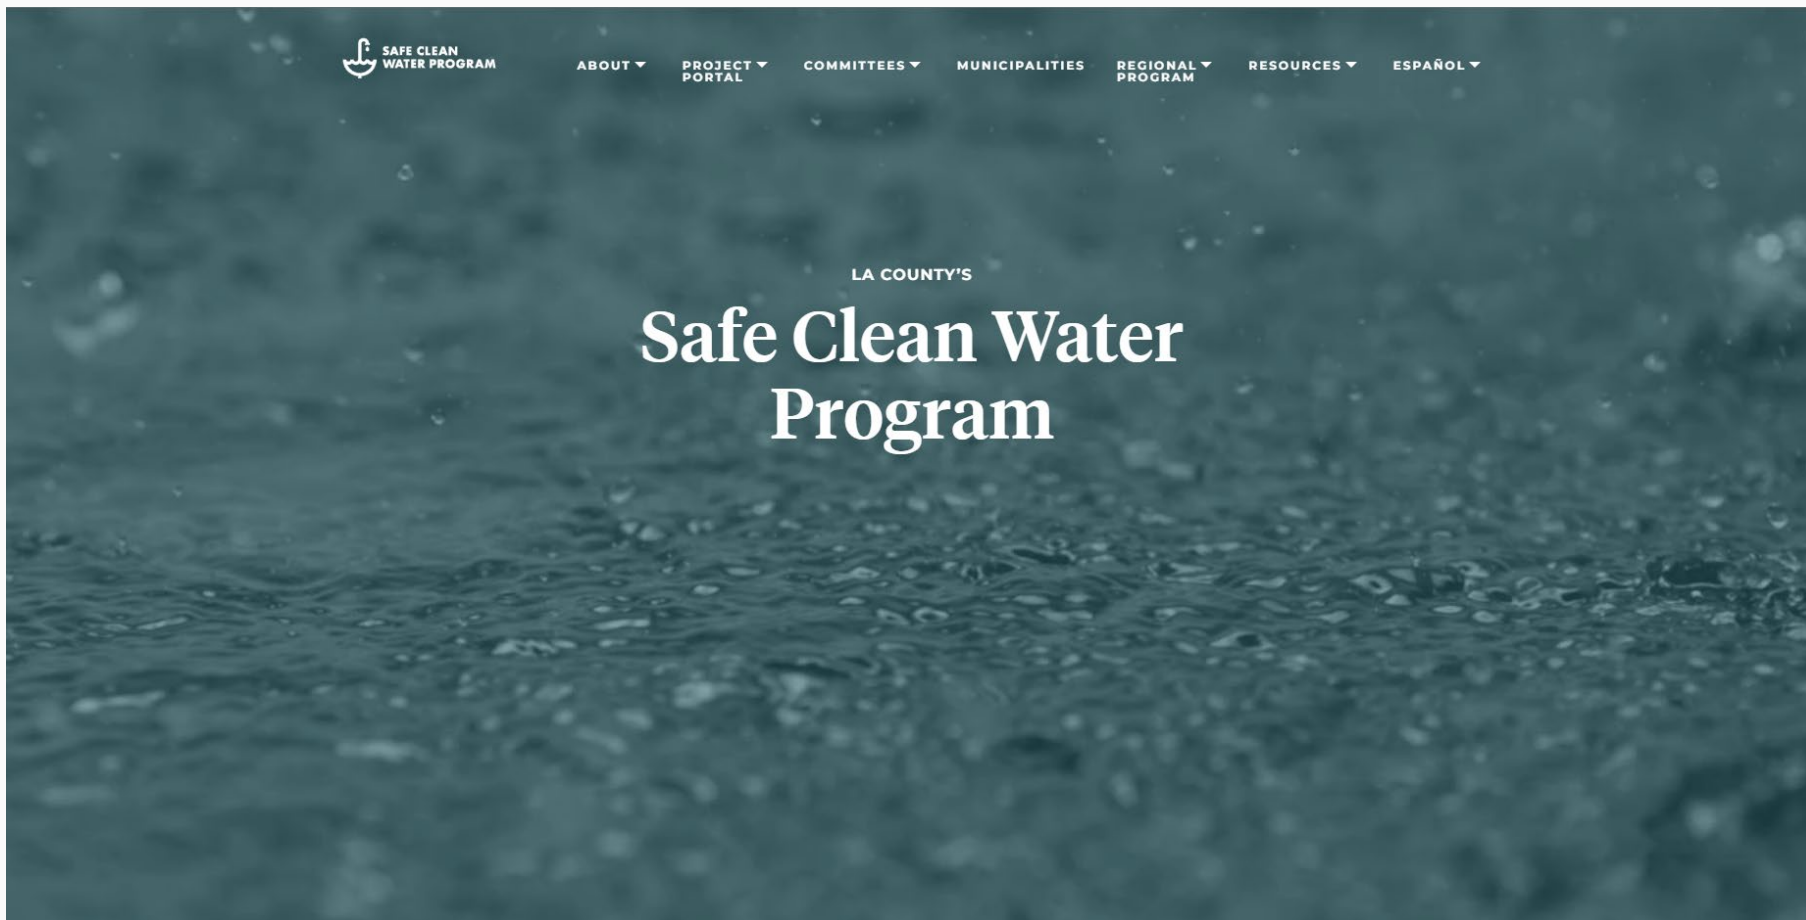 SAFE CLEAN
WATER PROGRAM
ABOUT
PROJECT
PORTAL
COMMITTEES
MUNICIPALITIES
REGIONAL
PROGRAM
RESOURCES
ESPAÑOL
LA COUNTY’S
Safe Clean Water
Program